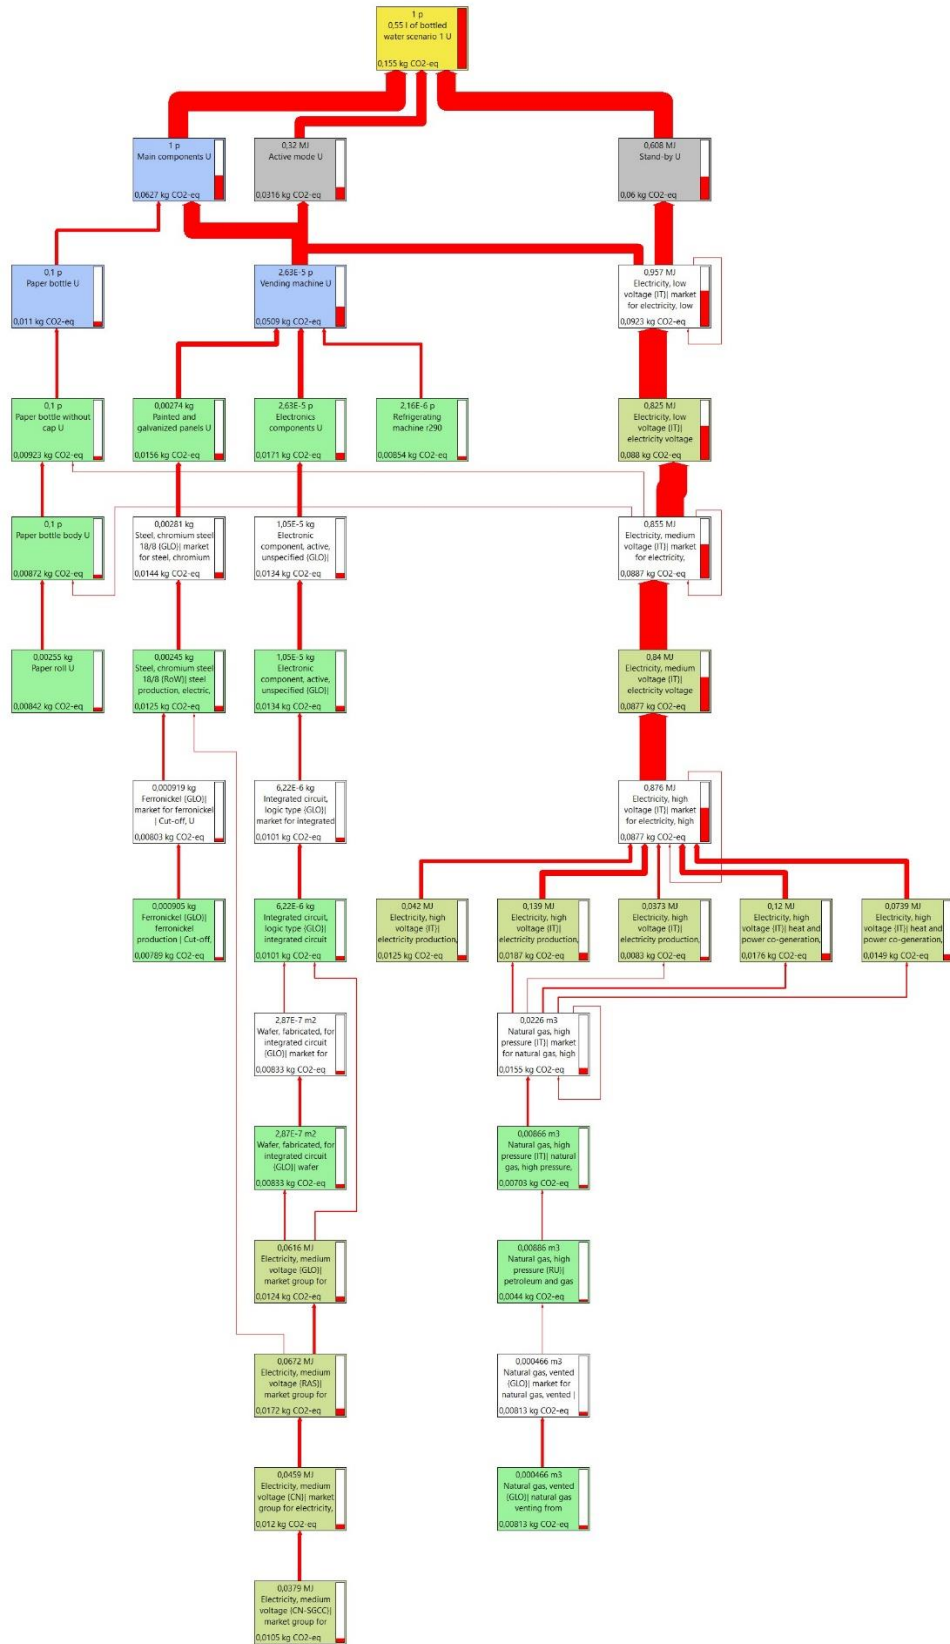 1 p
0,55 l of bottled
water scenario 1 U
0,155 kg CO2-eq
1 p
Main components U
0,0627 kg CO2-eq
0,32 MJ
Active mode U
0,0316 kg CO2-eq
0,608 MJ
Stand-by U
0,06 kg CO2-eq
0,1 p
Paper bottle U
0,011 kg CO2-eq
2,63E-5 p
Vending machine U
0,0509 kg CO2-eq
0,957 MJ
Electricity, low
voltage {IT}| market
for electricity, low
0,0923 kg CO2-eq
0,1 p
Paper bottle without
cap U
0,00923 kg CO2-eq
0,00274 kg
Painted and
galvanized panels U
0,0156 kg CO2-eq
2,63E-5 p
Electronics
components U
0,0171 kg CO2-eq
2,16E-6 p
Refrigerating
machine r290
0,00854 kg CO2-eq
0,825 MJ
Electricity, low
voltage {IT}|
electricity voltage
0,088 kg CO2-eq
0,1 p
Paper bottle body U
0,00872 kg CO2-eq
0,00281 kg
Steel, chromium steel
18/8 {GLO}| market
for steel, chromium
0,0144 kg CO2-eq
1,05E-5 kg
Electronic
component, active,
unspecified {GLO}|
0,0134 kg CO2-eq
0,855 MJ
Electricity, medium
voltage {IT}| market
for electricity,
0,0887 kg CO2-eq
0,00255 kg
Paper roll U
0,00842 kg CO2-eq
0,00245 kg
Steel, chromium steel
18/8 {RoW}| steel
production, electric,
0,0125 kg CO2-eq
1,05E-5 kg
Electronic
component, active,
unspecified {GLO}|
0,0134 kg CO2-eq
0,84 MJ
Electricity, medium
voltage {IT}|
electricity voltage
0,0877 kg CO2-eq
0,000919 kg
Ferronickel {GLO}|
market for ferronickel
| Cut-off, U
0,00803 kg CO2-eq
6,22E-6 kg
Integrated circuit,
logic type {GLO}|
market for integrated
0,0101 kg CO2-eq
0,876 MJ
Electricity, high
voltage {IT}| market
for electricity, high
0,0877 kg CO2-eq
0,000905 kg
Ferronickel {GLO}|
ferronickel
production | Cut-off,
0,00789 kg CO2-eq
6,22E-6 kg
Integrated circuit,
logic type {GLO}|
integrated circuit
0,0101 kg CO2-eq
0,042 MJ
Electricity, high
voltage {IT}|
electricity production,
0,0125 kg CO2-eq
0,139 MJ
Electricity, high
voltage {IT}|
electricity production,
0,0187 kg CO2-eq
0,0373 MJ
Electricity, high
voltage {IT}|
electricity production,
0,0083 kg CO2-eq
0,12 MJ
Electricity, high
voltage {IT}| heat and
power co-generation,
0,0176 kg CO2-eq
0,0739 MJ
Electricity, high
voltage {IT}| heat and
power co-generation,
0,0149 kg CO2-eq
2,87E-7 m2
Wafer, fabricated, for
integrated circuit
{GLO}| market for
0,00833 kg CO2-eq
0,0226 m3
Natural gas, high
pressure {IT}| market
for natural gas, high
0,0155 kg CO2-eq
2,87E-7 m2
Wafer, fabricated, for
integrated circuit
{GLO}| wafer
0,00833 kg CO2-eq
0,00866 m3
Natural gas, high
pressure {IT}| natural
gas, high pressure,
0,00703 kg CO2-eq
0,0616 MJ
Electricity, medium
voltage {GLO}|
market group for
0,0124 kg CO2-eq
0,00886 m3
Natural gas, high
pressure {RU}|
petroleum and gas
0,0044 kg CO2-eq
0,0672 MJ
Electricity, medium
voltage {RAS}|
market group for
0,0172 kg CO2-eq
0,000466 m3
Natural gas, vented
{GLO}| market for
natural gas, vented |
0,00813 kg CO2-eq
0,0459 MJ
Electricity, medium
voltage {CN}| market
group for electricity,
0,012 kg CO2-eq
0,000466 m3
Natural gas, vented
{GLO}| natural gas
venting from
0,00813 kg CO2-eq
0,0379 MJ
Electricity, medium
voltage {CN-SGCC}|
market group for
0,0105 kg CO2-eq